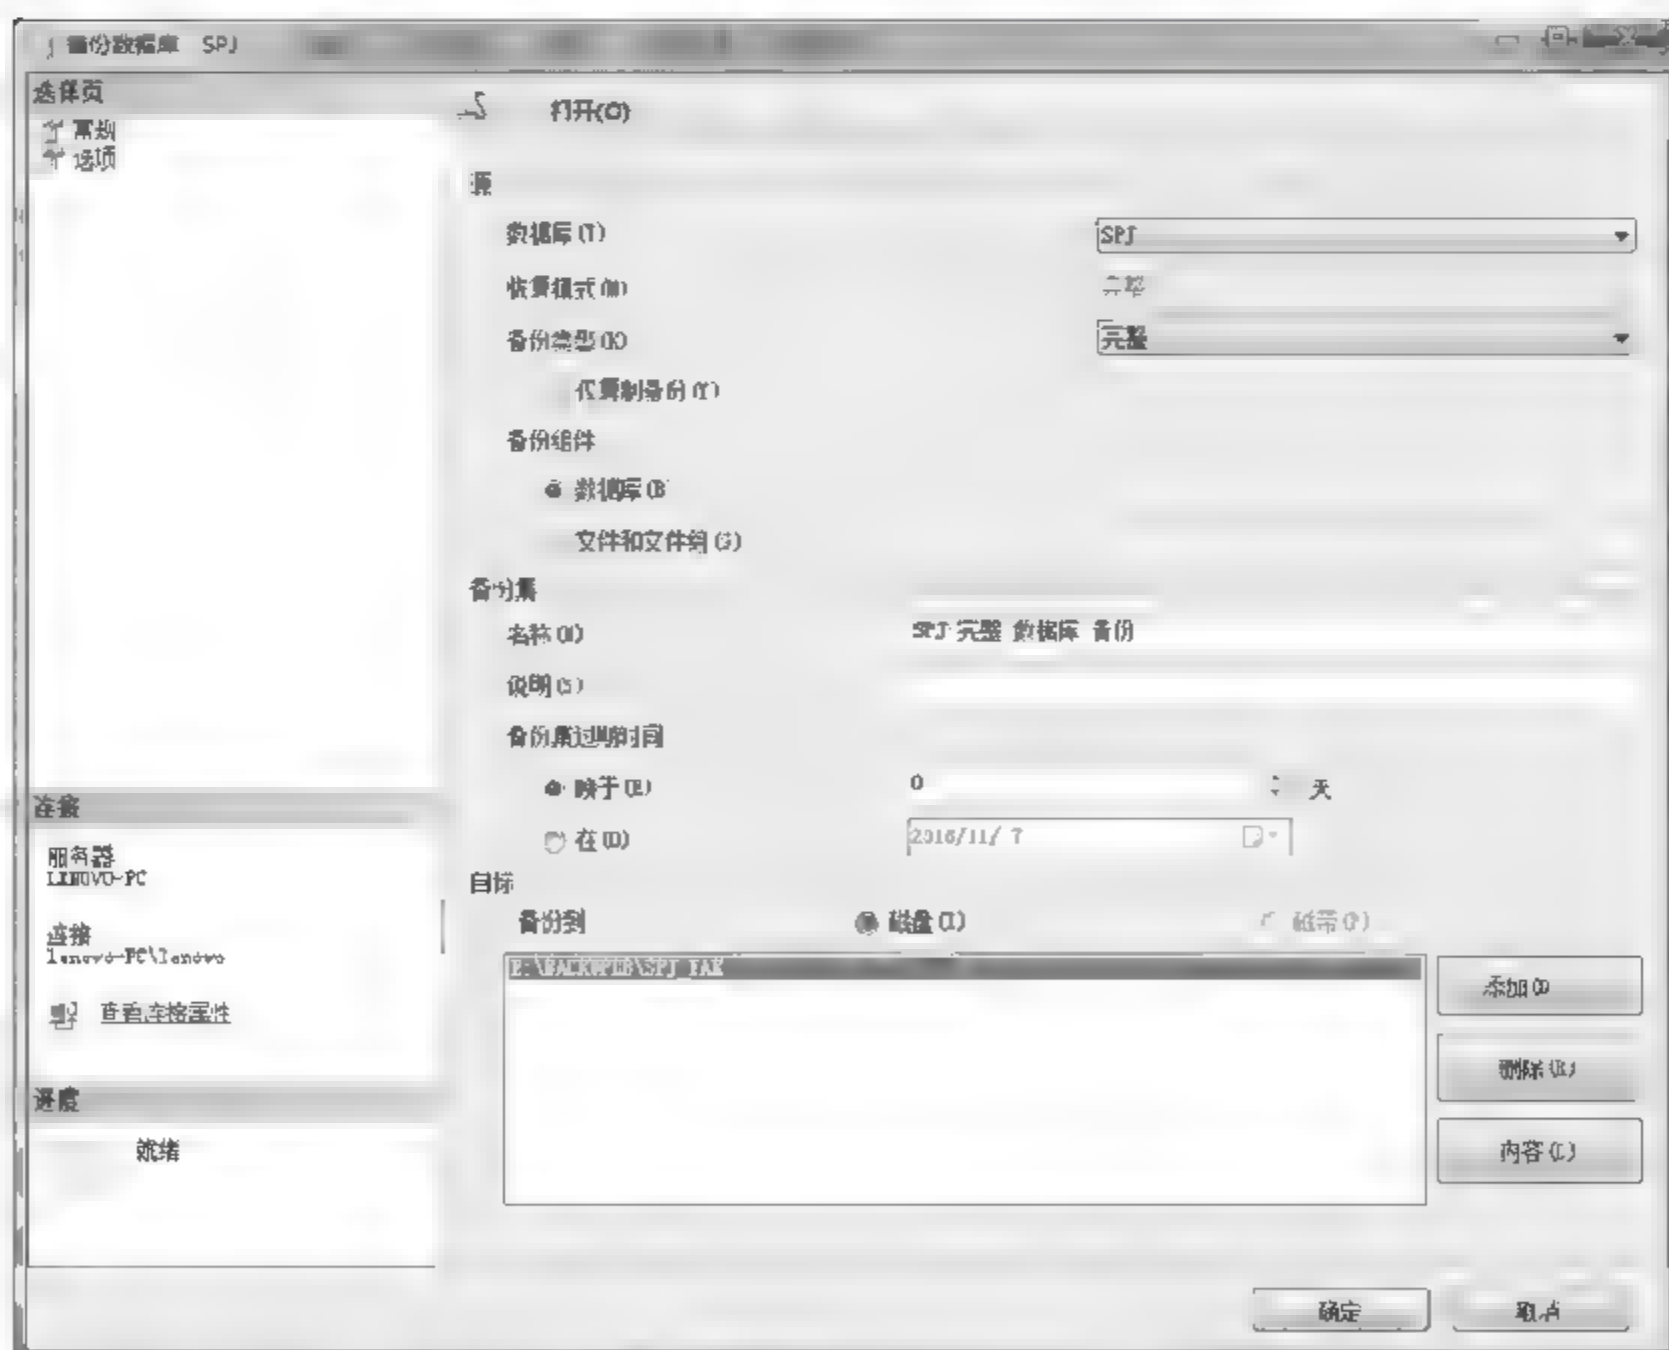 备份数据库 SPJ
选择页
常规
选项
打开(O)
源
数据库(T)
SPJ
恢复模式(M)
完整
备份类型(K)
完整
仅复制备份(Y)
备份组件
数据库(B)
文件和文件组(G)
备份集
名称(N)
SPJ-完整 数据库 备份
说明(S)
备份集过期时间
晚于(E)
0
天
在(D)
2016/11/ 7
目标
备份到
磁盘(I)
磁带(P)
添加(D)
删除(R)
内容(C)
连接
服务器
LENOVO-PC
连接
lenovo-PC\lenovo
查看连接属性
进度
就绪
确定
取消